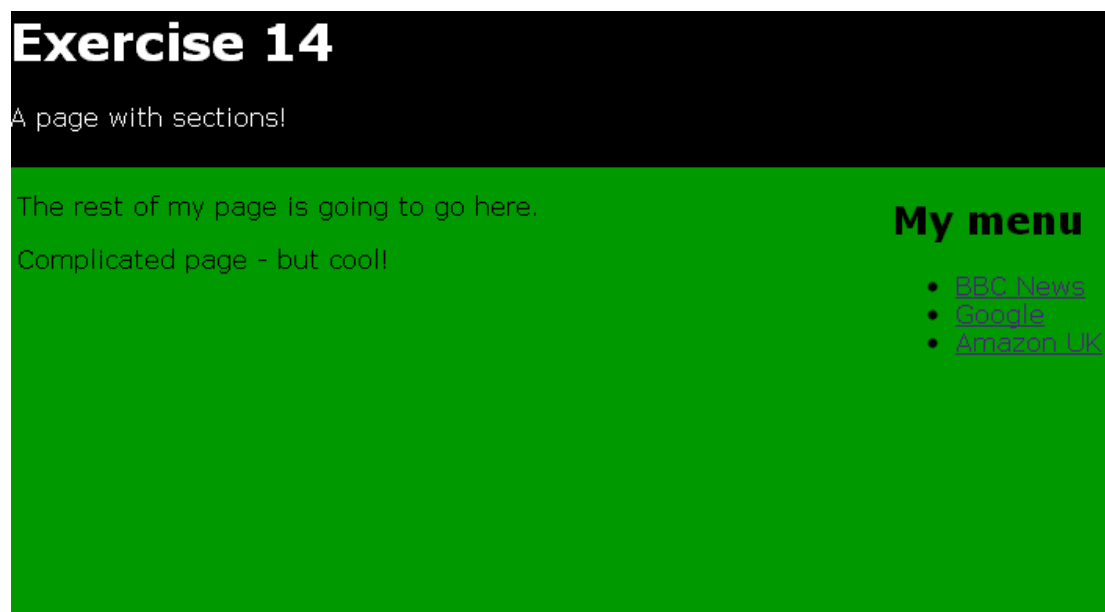 Exercise 14
A page with sections!
The rest of my page is going to go here.
Complicated page - but cool!
My menu
BBC News
Google
Amazon UK